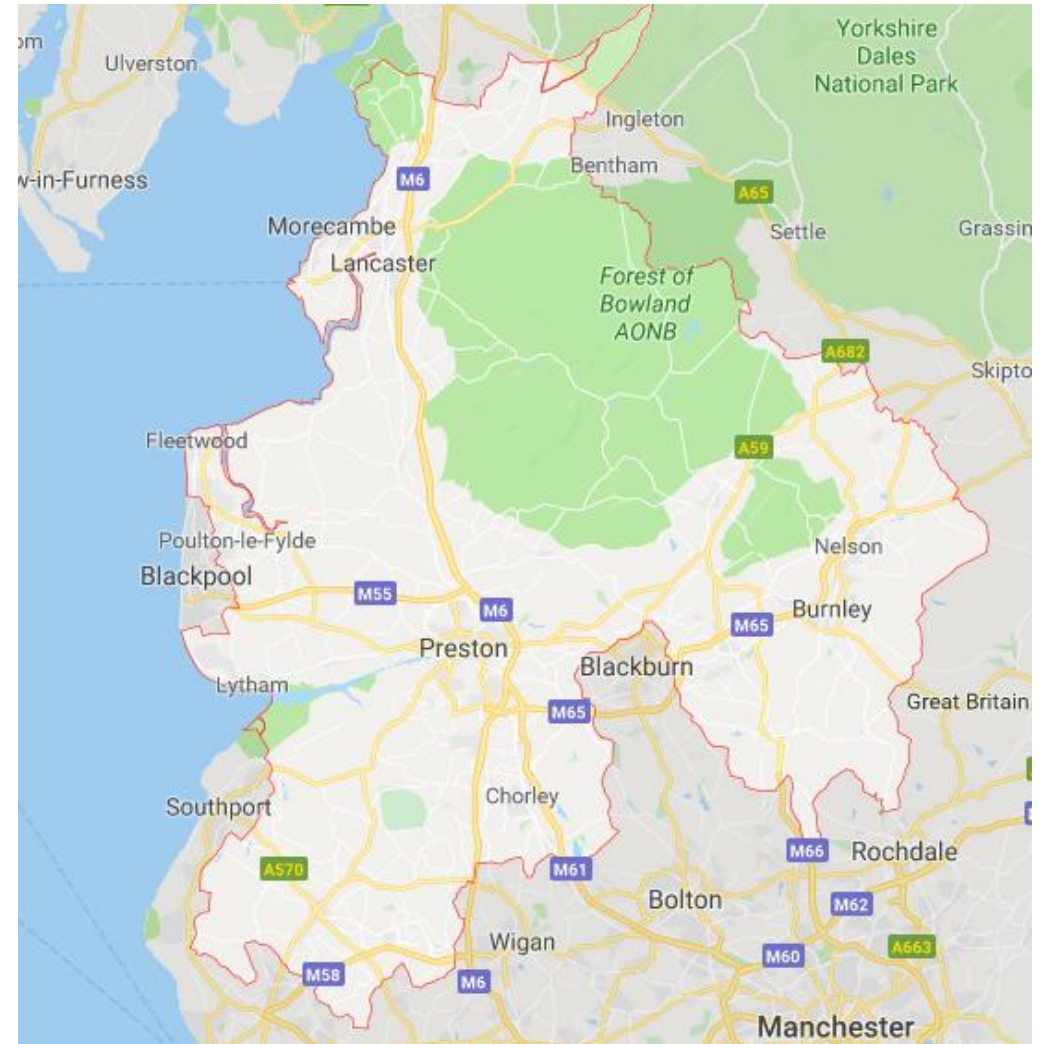 Yorkshire
Dales
National Park
om
Ulverston
Ingleton
Bentham
w-in-Furness
M6
A65
Morecambe
Settle
Grassin
Lancaster
Forest of
Bowland
AONB
A682
Skipto
Fleetwood
A59
Poulton-le-Fylde
Nelson
Blackpool
M55
M6
Burnley
M65
Preston
Blackburn
Lytham
Great Britain
M65
Chorley
Southport
M66
Rochdale
A570
M61
Bolton
M62
Wigan
A663
M60
M58
M6
Manchester